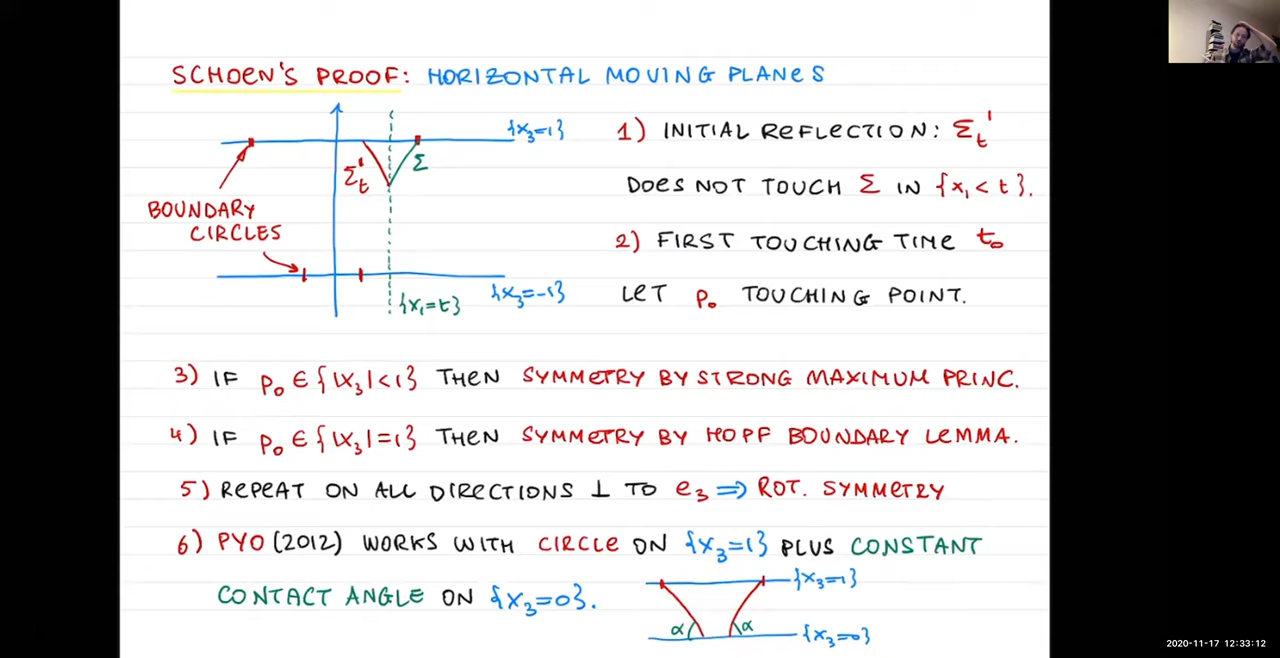 SCHOEN'S PROOF: HORIZONTAL MOVING PLANES
{x₃=1}
Σₜ'
Σ
BOUNDARY
CIRCLES
{x₁=t}
{x₃=-1}
1) INITIAL REFLECTION: Σₜ'
DOES NOT TOUCH Σ IN {x₁<t}.
2) FIRST TOUCHING TIME t₀
LET p₀ TOUCHING POINT.
3) IF p₀ ∈ {|x₃|<1} THEN SYMMETRY BY STRONG MAXIMUM PRINC.
4) IF p₀ ∈ {|x₃|=1} THEN SYMMETRY BY HOPF BOUNDARY LEMMA.
5) REPEAT ON ALL DIRECTIONS ⊥ TO e₃ ⇒ ROT. SYMMETRY
6) PYO (2012) WORKS WITH CIRCLE ON {x₃=1} PLUS CONSTANT
CONTACT ANGLE ON {x₃=0}.
{x₃=1}
α α
{x₃=0}
2020-11-17 12:33:12